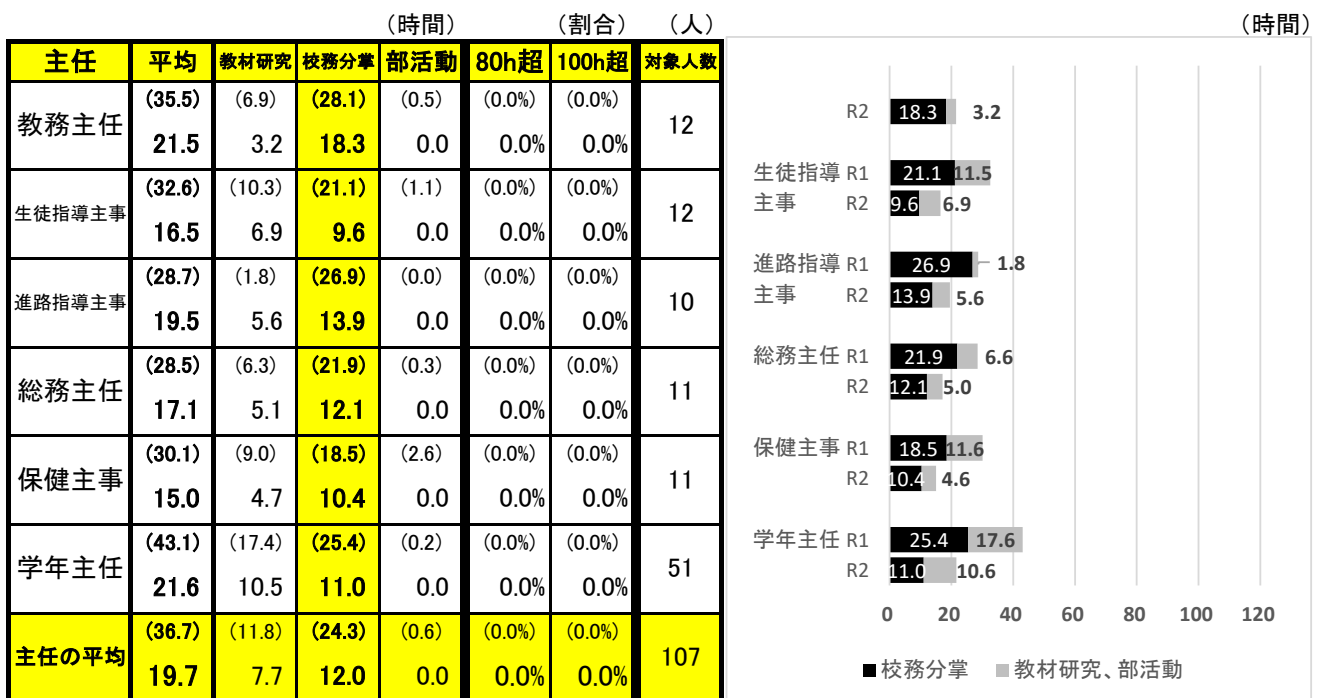 （時間） （割合） （人） （時間）
主任 平均 教材研究 校務分掌 部活動 80h超 100h超 対象人数
教務主任 (35.5) (6.9) (28.1) (0.5) (0.0%) (0.0%) 12
21.5 3.2 18.3 0.0 0.0% 0.0%
生徒指導主事 (32.6) (10.3) (21.1) (1.1) (0.0%) (0.0%) 12
16.5 6.9 9.6 0.0 0.0% 0.0%
進路指導主事 (28.7) (1.8) (26.9) (0.0) (0.0%) (0.0%) 10
19.5 5.6 13.9 0.0 0.0% 0.0%
総務主任 (28.5) (6.3) (21.9) (0.3) (0.0%) (0.0%) 11
17.1 5.1 12.1 0.0 0.0% 0.0%
保健主事 (30.1) (9.0) (18.5) (2.6) (0.0%) (0.0%) 11
15.0 4.7 10.4 0.0 0.0% 0.0%
学年主任 (43.1) (17.4) (25.4) (0.2) (0.0%) (0.0%) 51
21.6 10.5 11.0 0.0 0.0% 0.0%
主任の平均 (36.7) (11.8) (24.3) (0.6) (0.0%) (0.0%) 107
19.7 7.7 12.0 0.0 0.0% 0.0%
R2 18.3 3.2
生徒指導 R1 21.1 11.5
主事 R2 9.6 6.9
進路指導 R1 26.9 1.8
主事 R2 13.9 5.6
総務主任 R1 21.9 6.6
R2 12.1 5.0
保健主事 R1 18.5 11.6
R2 10.4 4.6
学年主任 R1 25.4 17.6
R2 11.0 10.6
0 20 40 60 80 100 120
■校務分掌 ■教材研究、部活動